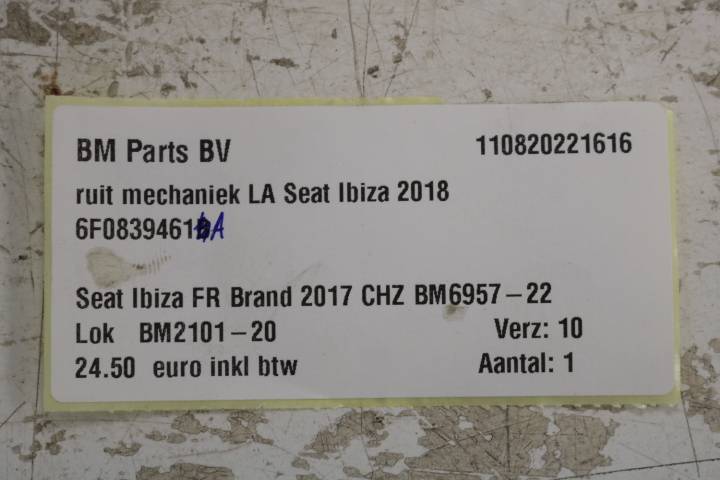 BM Parts BV 110820221616
ruit mechaniek LA Seat Ibiza 2018
6F0839461A
Seat Ibiza FR Brand 2017 CHZ BM6957-22
Lok BM2101-20 Verz: 10
24.50 euro inkl btw Aantal: 1